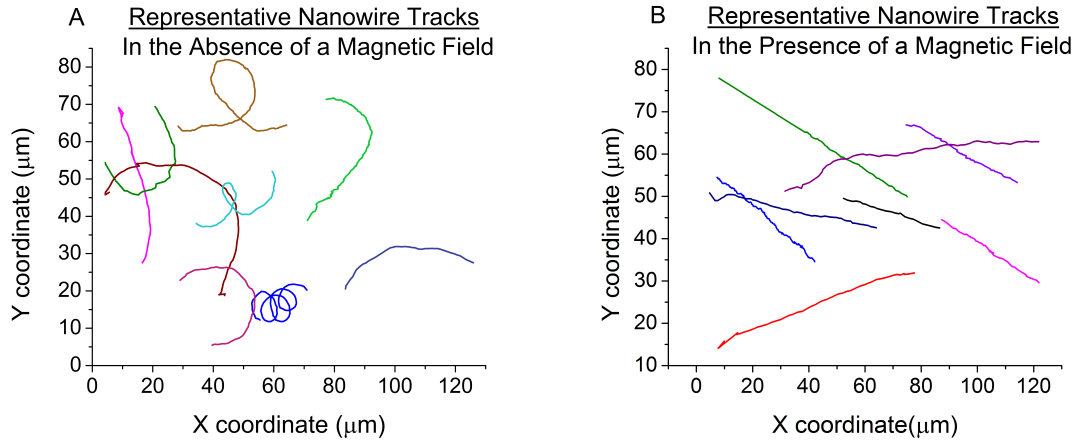 A
Representative Nanowire Tracks
In the Absence of a Magnetic Field
80
70
60
50
40
30
20
10
0
0 20 40 60 80 100 120
X coordinate (μm)
Y coordinate (μm)
B
Representative Nanowire Tracks
In the Presence of a Magnetic Field
80
70
60
50
40
30
20
10
0 20 40 60 80 100 120
X coordinate(μm)
Y coordinate (μm)